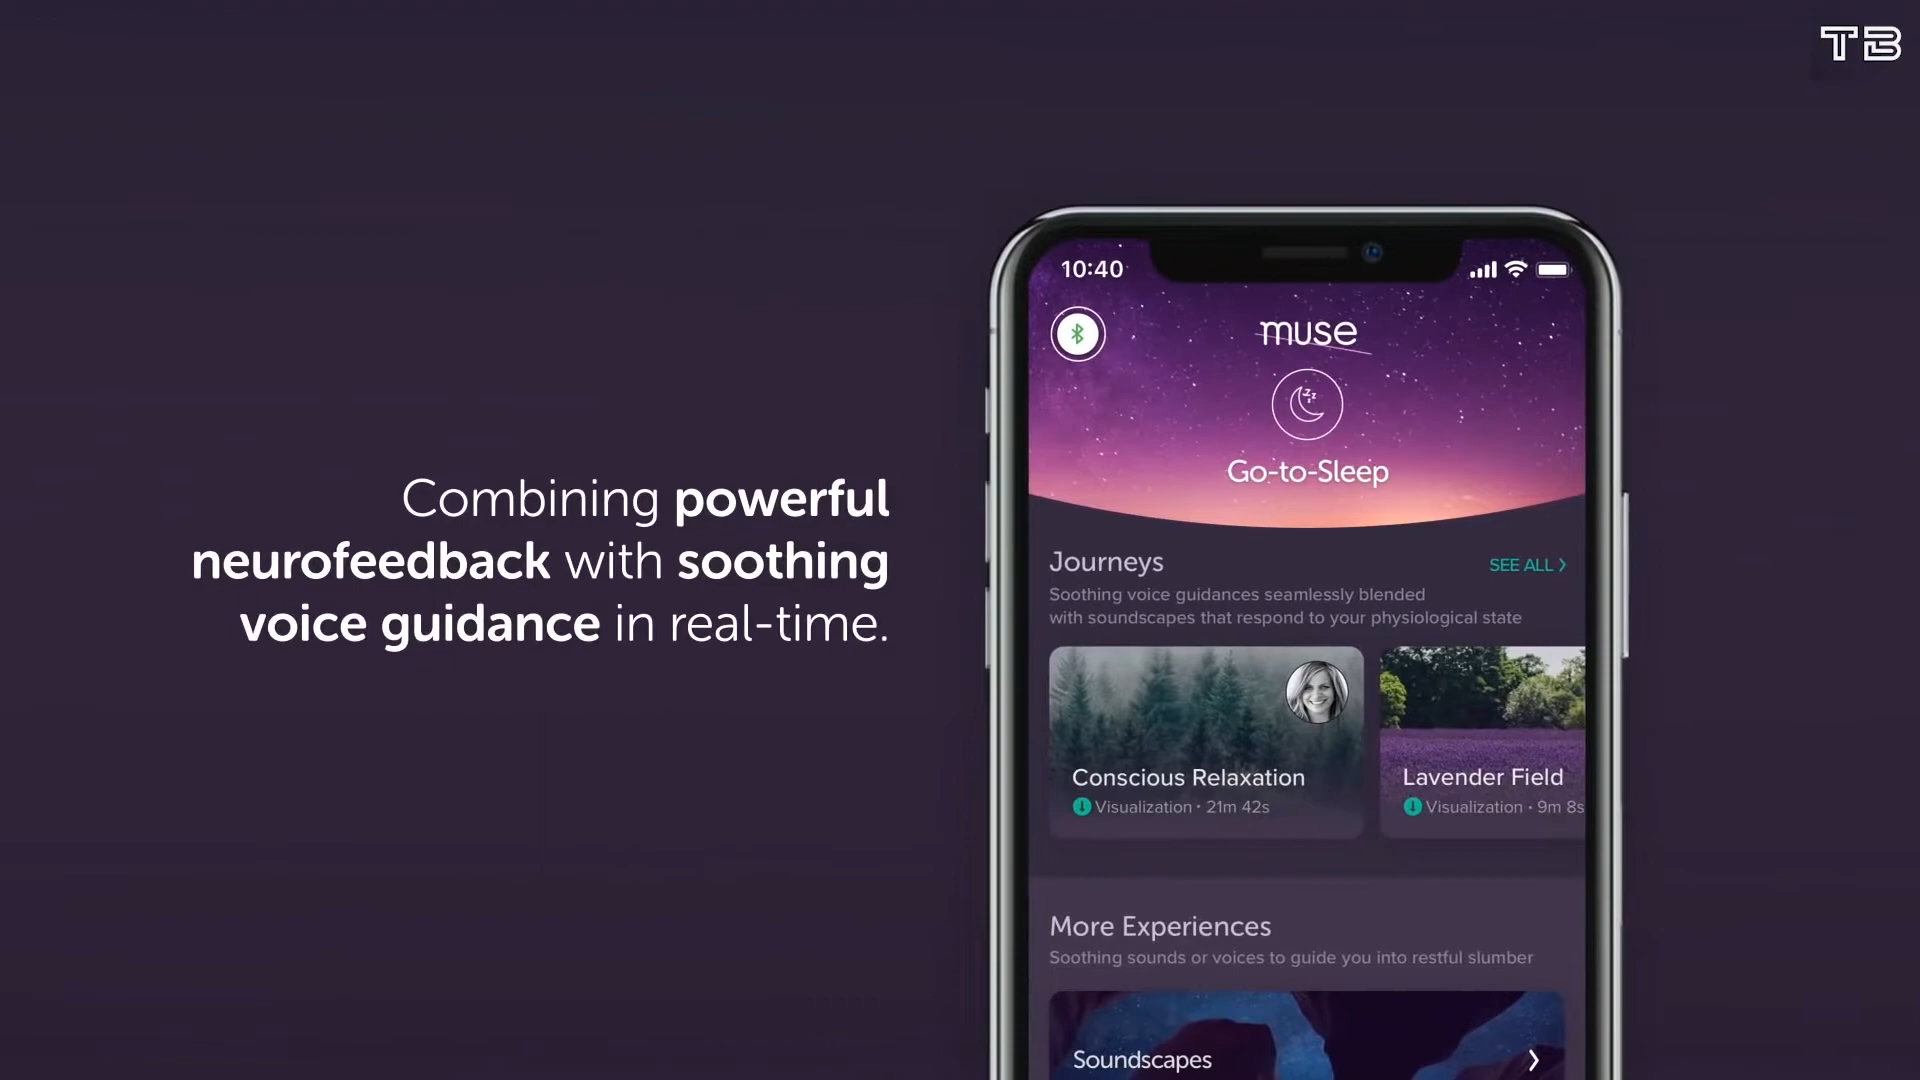 TB
Combining powerful
neurofeedback with soothing
voice guidance in real-time.
10:40
muse
zzz
Go-to-Sleep
Journeys
SEE ALL
Soothing voice guidances seamlessly blended
with soundscapes that respond to your physiological state
Conscious Relaxation
Visualization • 21m 42s
Lavender Field
Visualization • 9m 8s
More Experiences
Soothing sounds or voices to guide you into restful slumber
Soundscapes